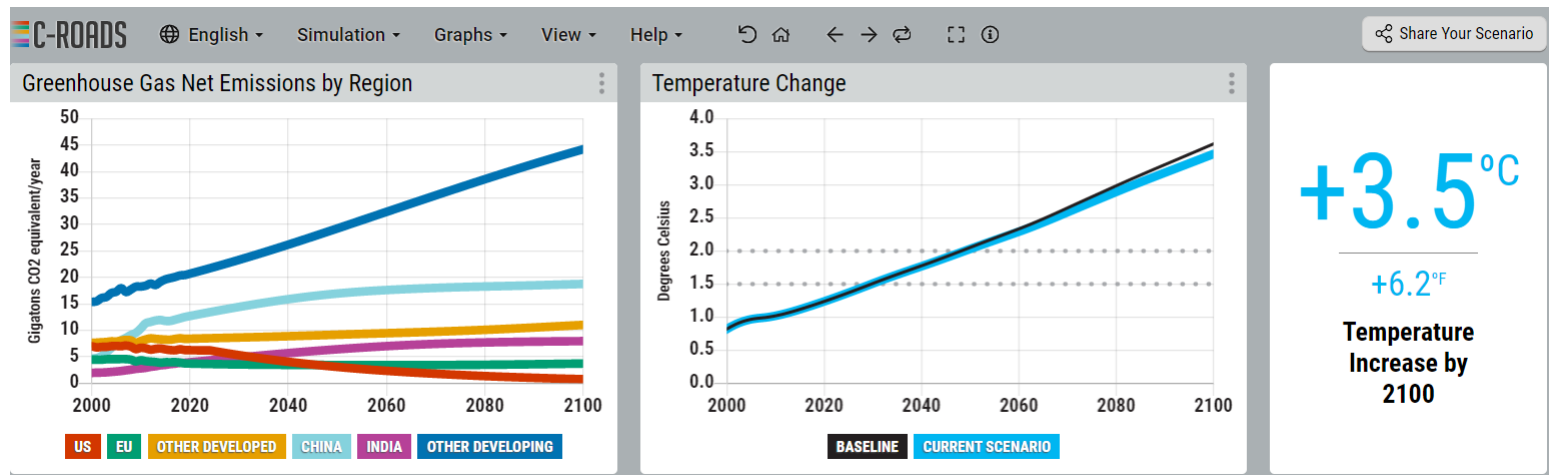 C-ROADS English Simulation Graphs View Help Share Your Scenario
Greenhouse Gas Net Emissions by Region
Gigatons CO2 equivalent/year
50
45
40
35
30
25
20
15
10
5
0
2000 2020 2040 2060 2080 2100
US EU OTHER DEVELOPED CHINA INDIA OTHER DEVELOPING
Temperature Change
Degrees Celsius
4.0
3.5
3.0
2.5
2.0
1.5
1.0
0.5
0.0
2000 2020 2040 2060 2080 2100
BASELINE CURRENT SCENARIO
+3.5°C
+6.2°F
Temperature
Increase by
2100